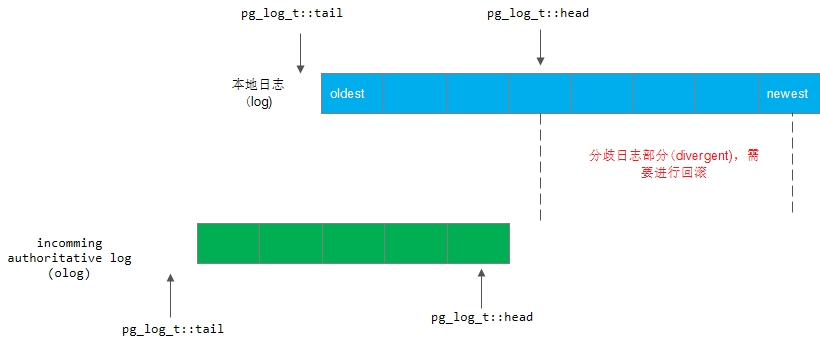 pg_log_t::tail
pg_log_t::head
本地日志
(log)
oldest
newest
分歧日志部分(divergent)，需
要进行回滚
incomming
authoritative log
(olog)
pg_log_t::tail
pg_log_t::head